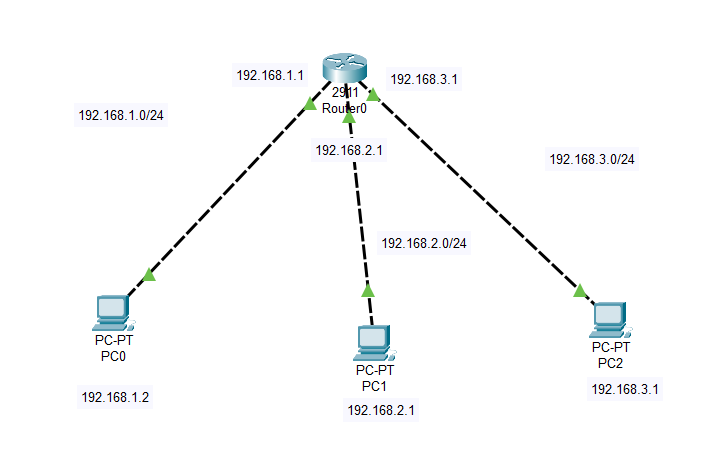 192.168.1.1
192.168.3.1
2911
Router0
192.168.1.0/24
192.168.2.1
192.168.3.0/24
192.168.2.0/24
PC-PT
PC0
PC-PT
PC1
PC-PT
PC2
192.168.1.2
192.168.2.1
192.168.3.1